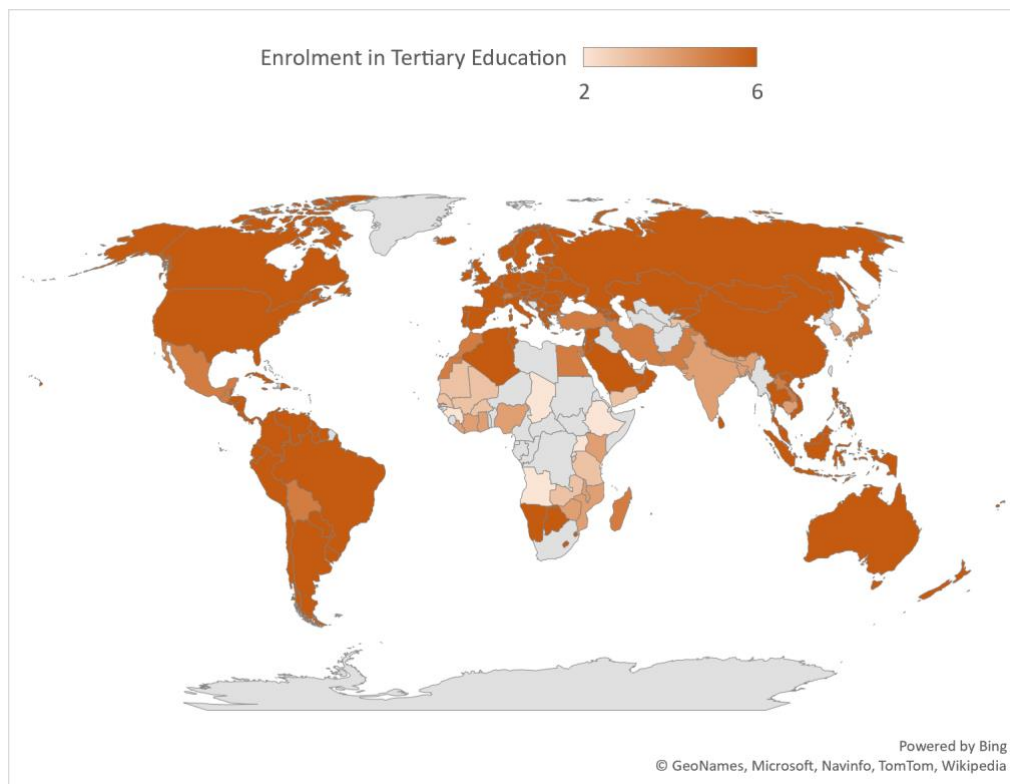 Enrolment in Tertiary Education
2 6
Powered by Bing
© GeoNames, Microsoft, Navinfo, TomTom, Wikipedia